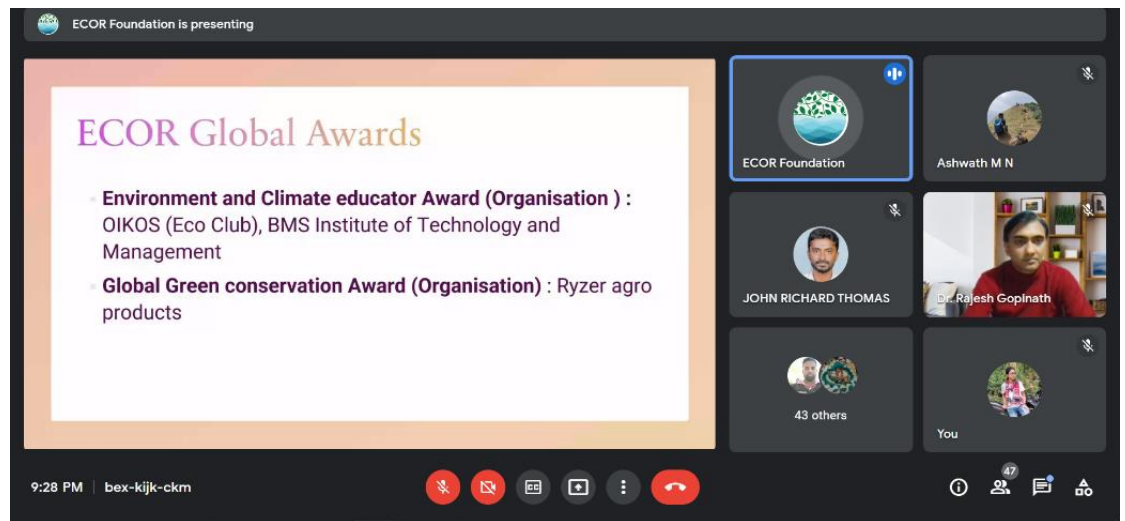 ECOR Foundation is presenting
ECOR Global Awards
Environment and Climate educator Award (Organisation ) :
OIKOS (Eco Club), BMS Institute of Technology and
Management
Global Green conservation Award (Organisation) : Ryzer agro
products
ECOR Foundation
Ashwath M N
JOHN RICHARD THOMAS
Dr. Rajesh Gopinath
43 others
You
9:28 PM | bex-kijk-ckm
CC
47